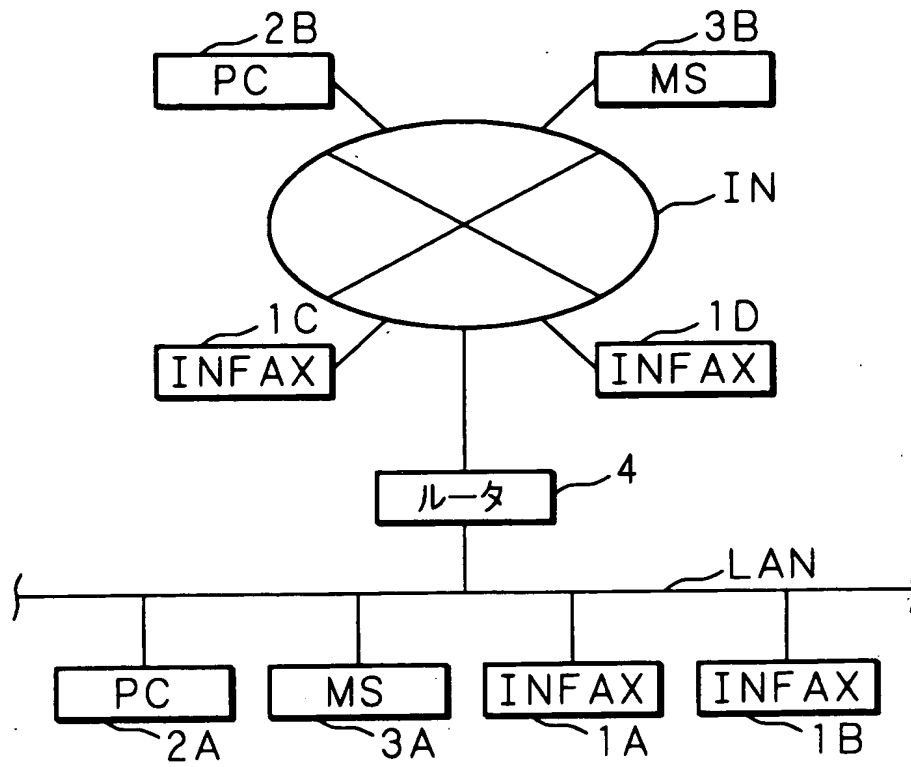 2B 3B
PC MS
IN
1C 1D
INFAX INFAX
ルータ 4
LAN
PC MS INFAX INFAX
2A 3A 1A 1B